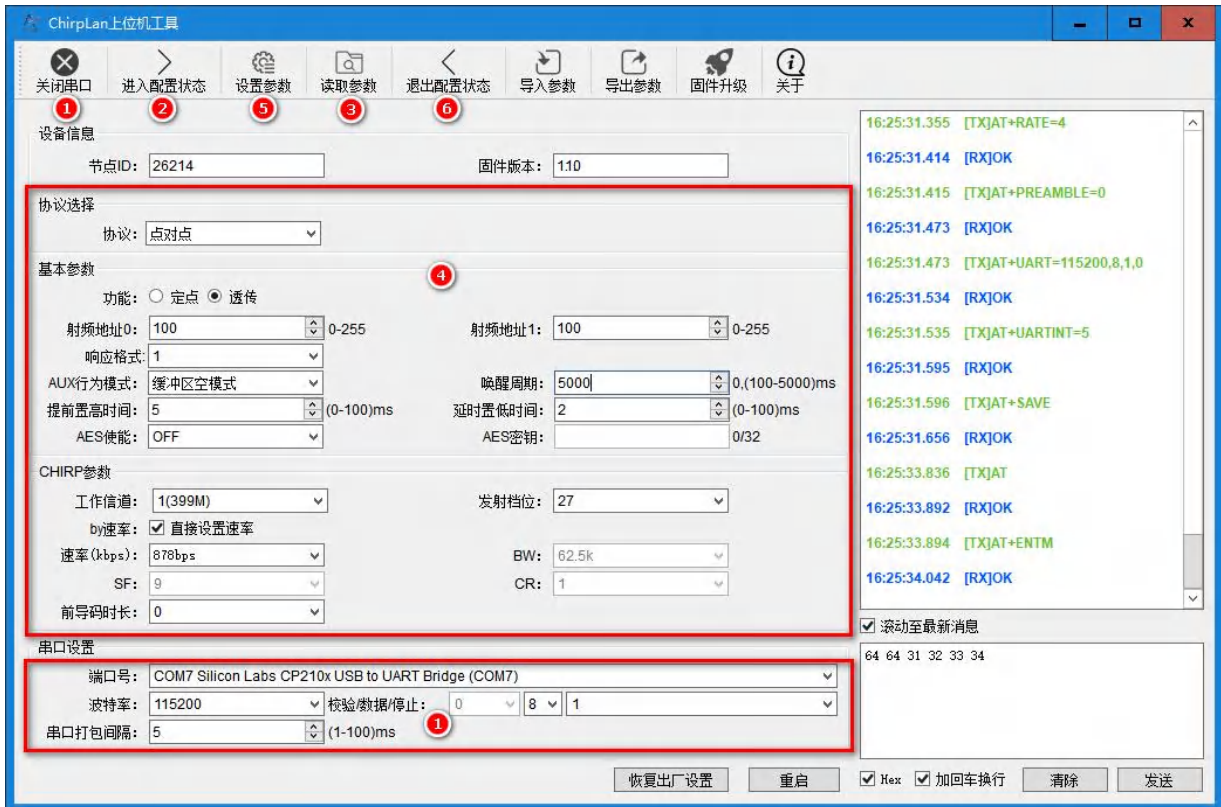 ChirpLan上位机工具
关闭串口 进入配置状态 设置参数 读取参数 退出配置状态 导入参数 导出参数 固件升级 关于
1 2 5 3 6
设备信息
节点ID: 26214 固件版本: 1.1.0
协议选择
协议: 点对点
基本参数
4
功能: 定点 透传
射频地址0: 100 0-255 射频地址1: 100 0-255
响应格式: 1
AUX行为模式: 缓冲区空模式 唤醒周期: 5000 0,(100-5000)ms
提前置高时间: 5 (0-100)ms 延时置低时间: 2 (0-100)ms
AES使能: OFF AES密钥: 0/32
CHIRP参数
工作信道: 1(399M) 发射档位: 27
by速率: 直接设置速率
速率(kbps): 878bps BW: 62.5k
SF: 9 CR: 1
前导码时长: 0
串口设置
端口号: COM7 Silicon Labs CP210x USB to UART Bridge (COM7)
波特率: 115200 校验/数据/停止: 0 8 1
1
串口打包间隔: 5 (1-100)ms
恢复出厂设置 重启
16:25:31.355 [TX]AT+RATE=4
16:25:31.414 [RX]OK
16:25:31.415 [TX]AT+PREAMBLE=0
16:25:31.473 [RX]OK
16:25:31.473 [TX]AT+UART=115200,8,1,0
16:25:31.534 [RX]OK
16:25:31.535 [TX]AT+UARTINT=5
16:25:31.595 [RX]OK
16:25:31.596 [TX]AT+SAVE
16:25:31.656 [RX]OK
16:25:33.836 [TX]AT
16:25:33.892 [RX]OK
16:25:33.894 [TX]AT+ENTM
16:25:34.042 [RX]OK
滚动至最新消息
64 64 31 32 33 34
Hex 加回车换行 清除 发送